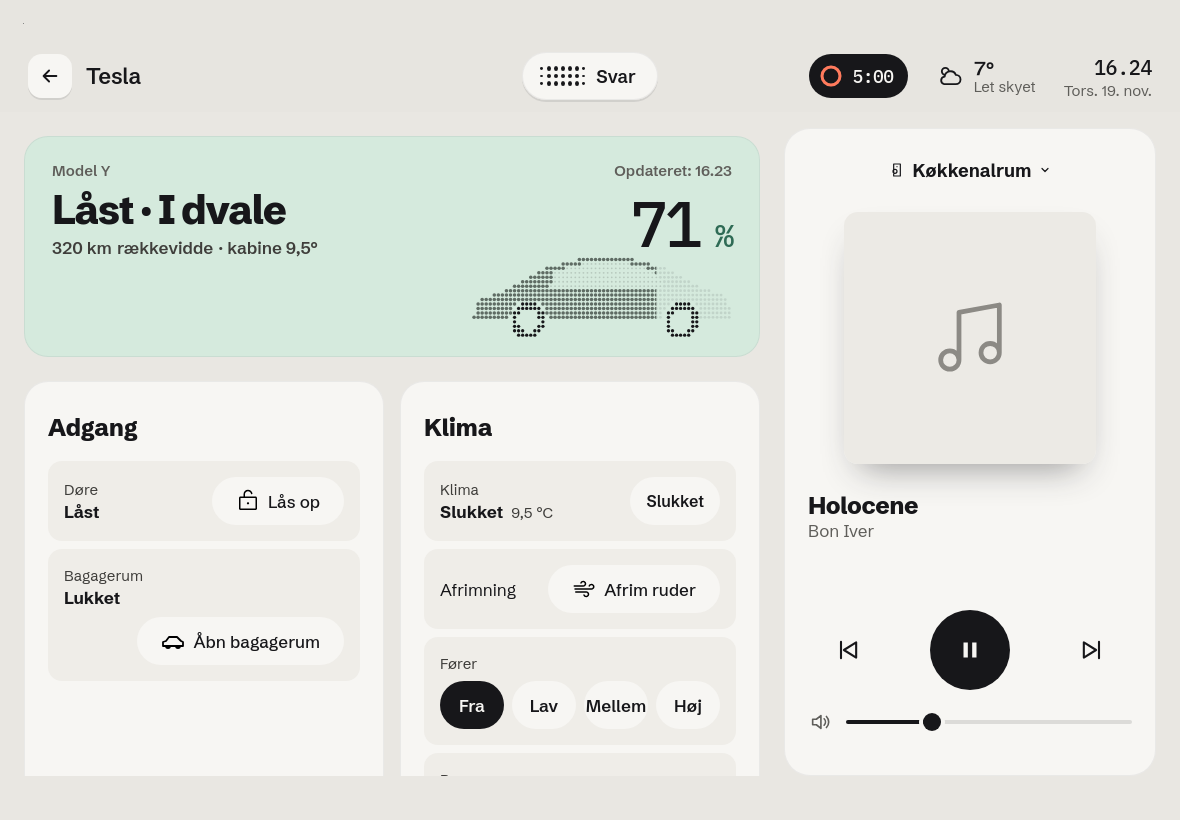 Tesla
Svar
5:00
7°
Let skyet
16.24
Tors. 19. nov.
Model Y
Opdateret: 16.23
Låst · I dvale
71 %
320 km rækkevidde · kabine 9,5°
Adgang
Døre
Låst
Lås op
Bagagerum
Lukket
Åbn bagagerum
Klima
Klima
Slukket 9,5 °C
Slukket
Afrimning
Afrim ruder
Fører
Fra
Lav
Mellem
Høj
Køkkenalrum
Holocene
Bon Iver